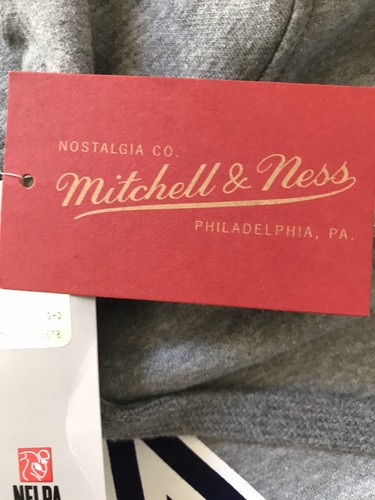 NOSTALGIA CO.
Mitchell & Ness
PHILADELPHIA, PA.
NFLPA